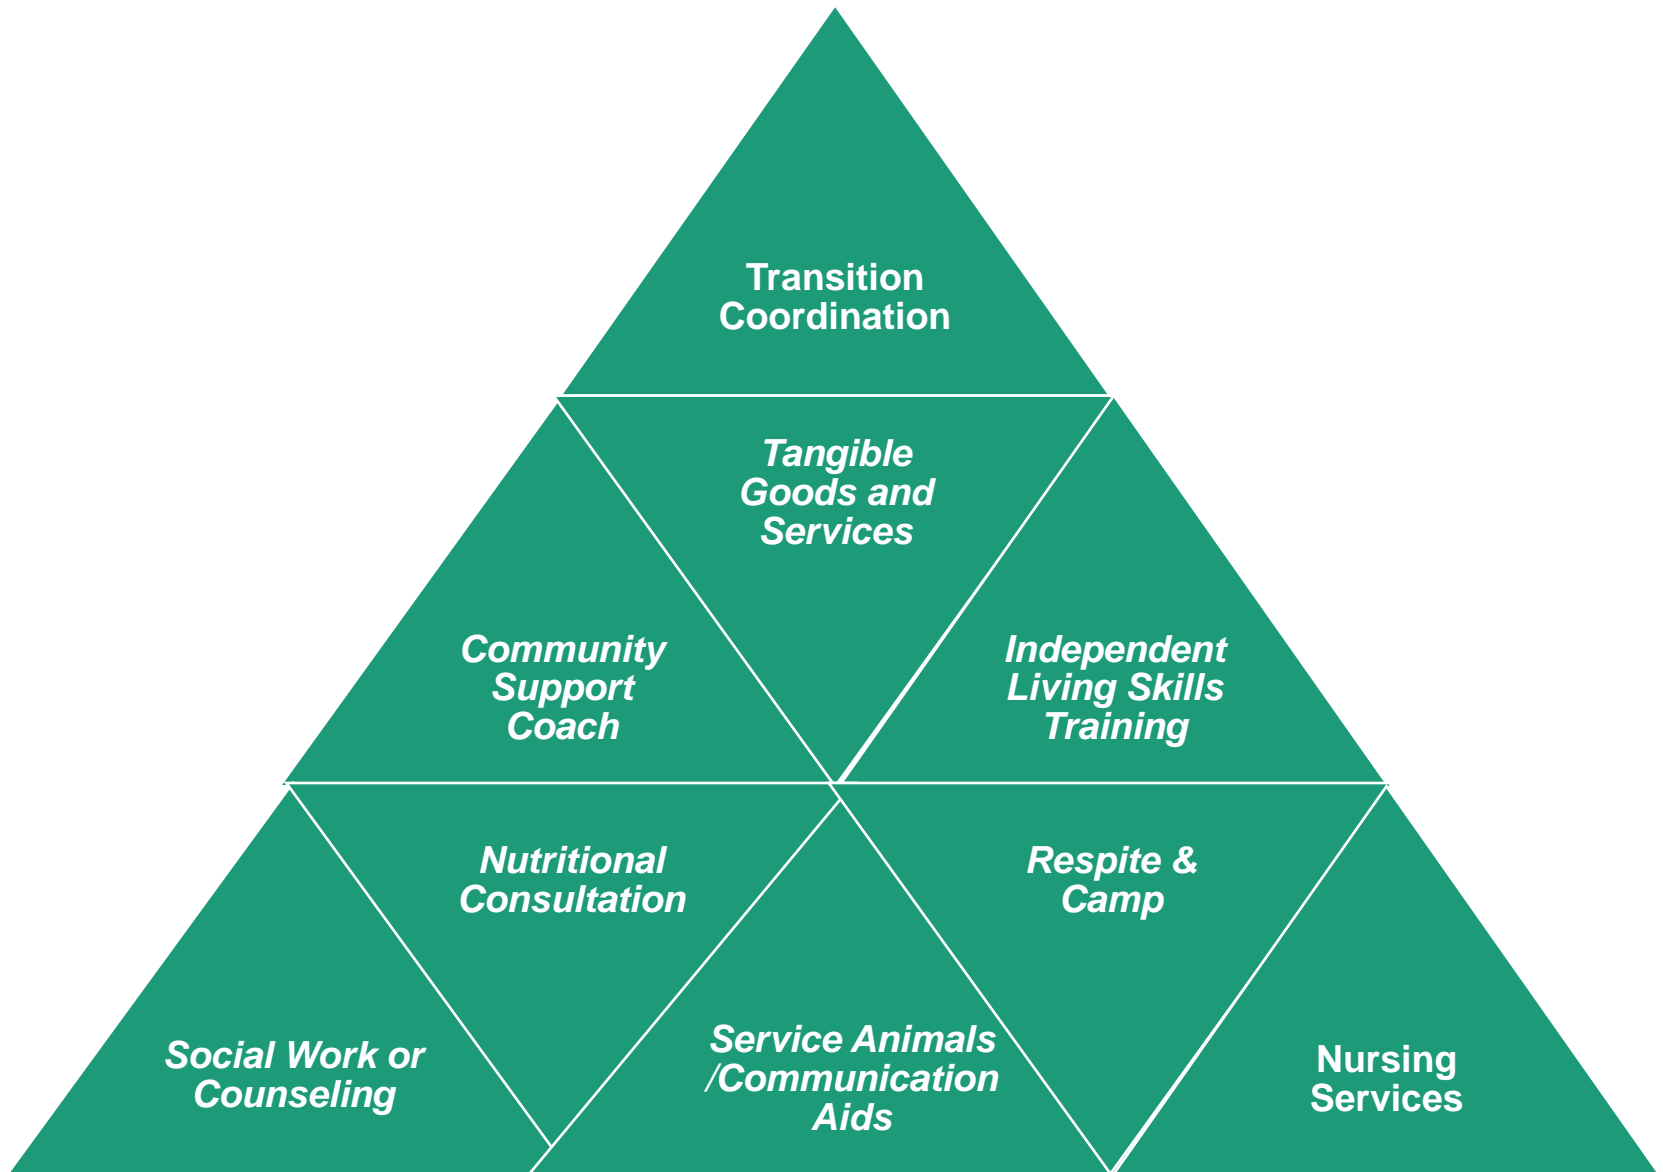 Transition
Coordination
Tangible
Goods and
Services
Community
Support
Coach
Independent
Living Skills
Training
Nutritional
Consultation
Respite &
Camp
Social Work or
Counseling
Service Animals
/Communication
Aids
Nursing
Services